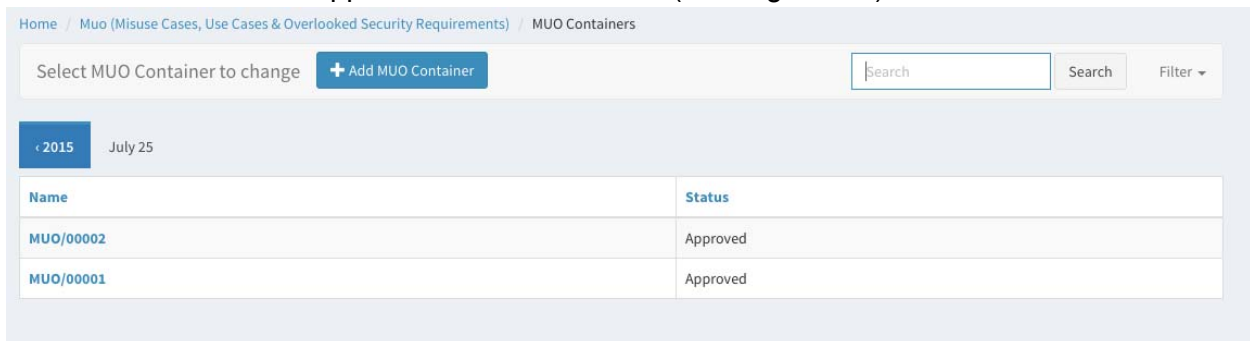 Home / Muo (Misuse Cases, Use Cases & Overlooked Security Requirements) / MUO Containers
Select MUO Container to change + Add MUO Container Search Search Filter
‹ 2015 July 25
Name Status
MUO/00002 Approved
MUO/00001 Approved